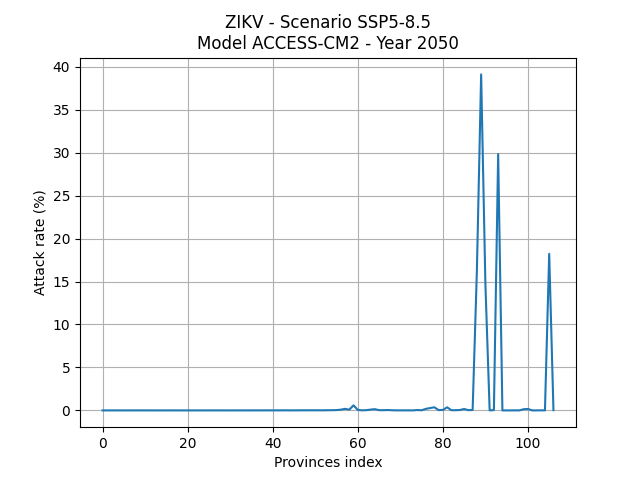 ZIKV - Scenario SSP5-8.5
Model ACCESS-CM2 - Year 2050
40
35
30
25
20
15
10
5
0
Attack rate (%)
0 20 40 60 80 100
Provinces index